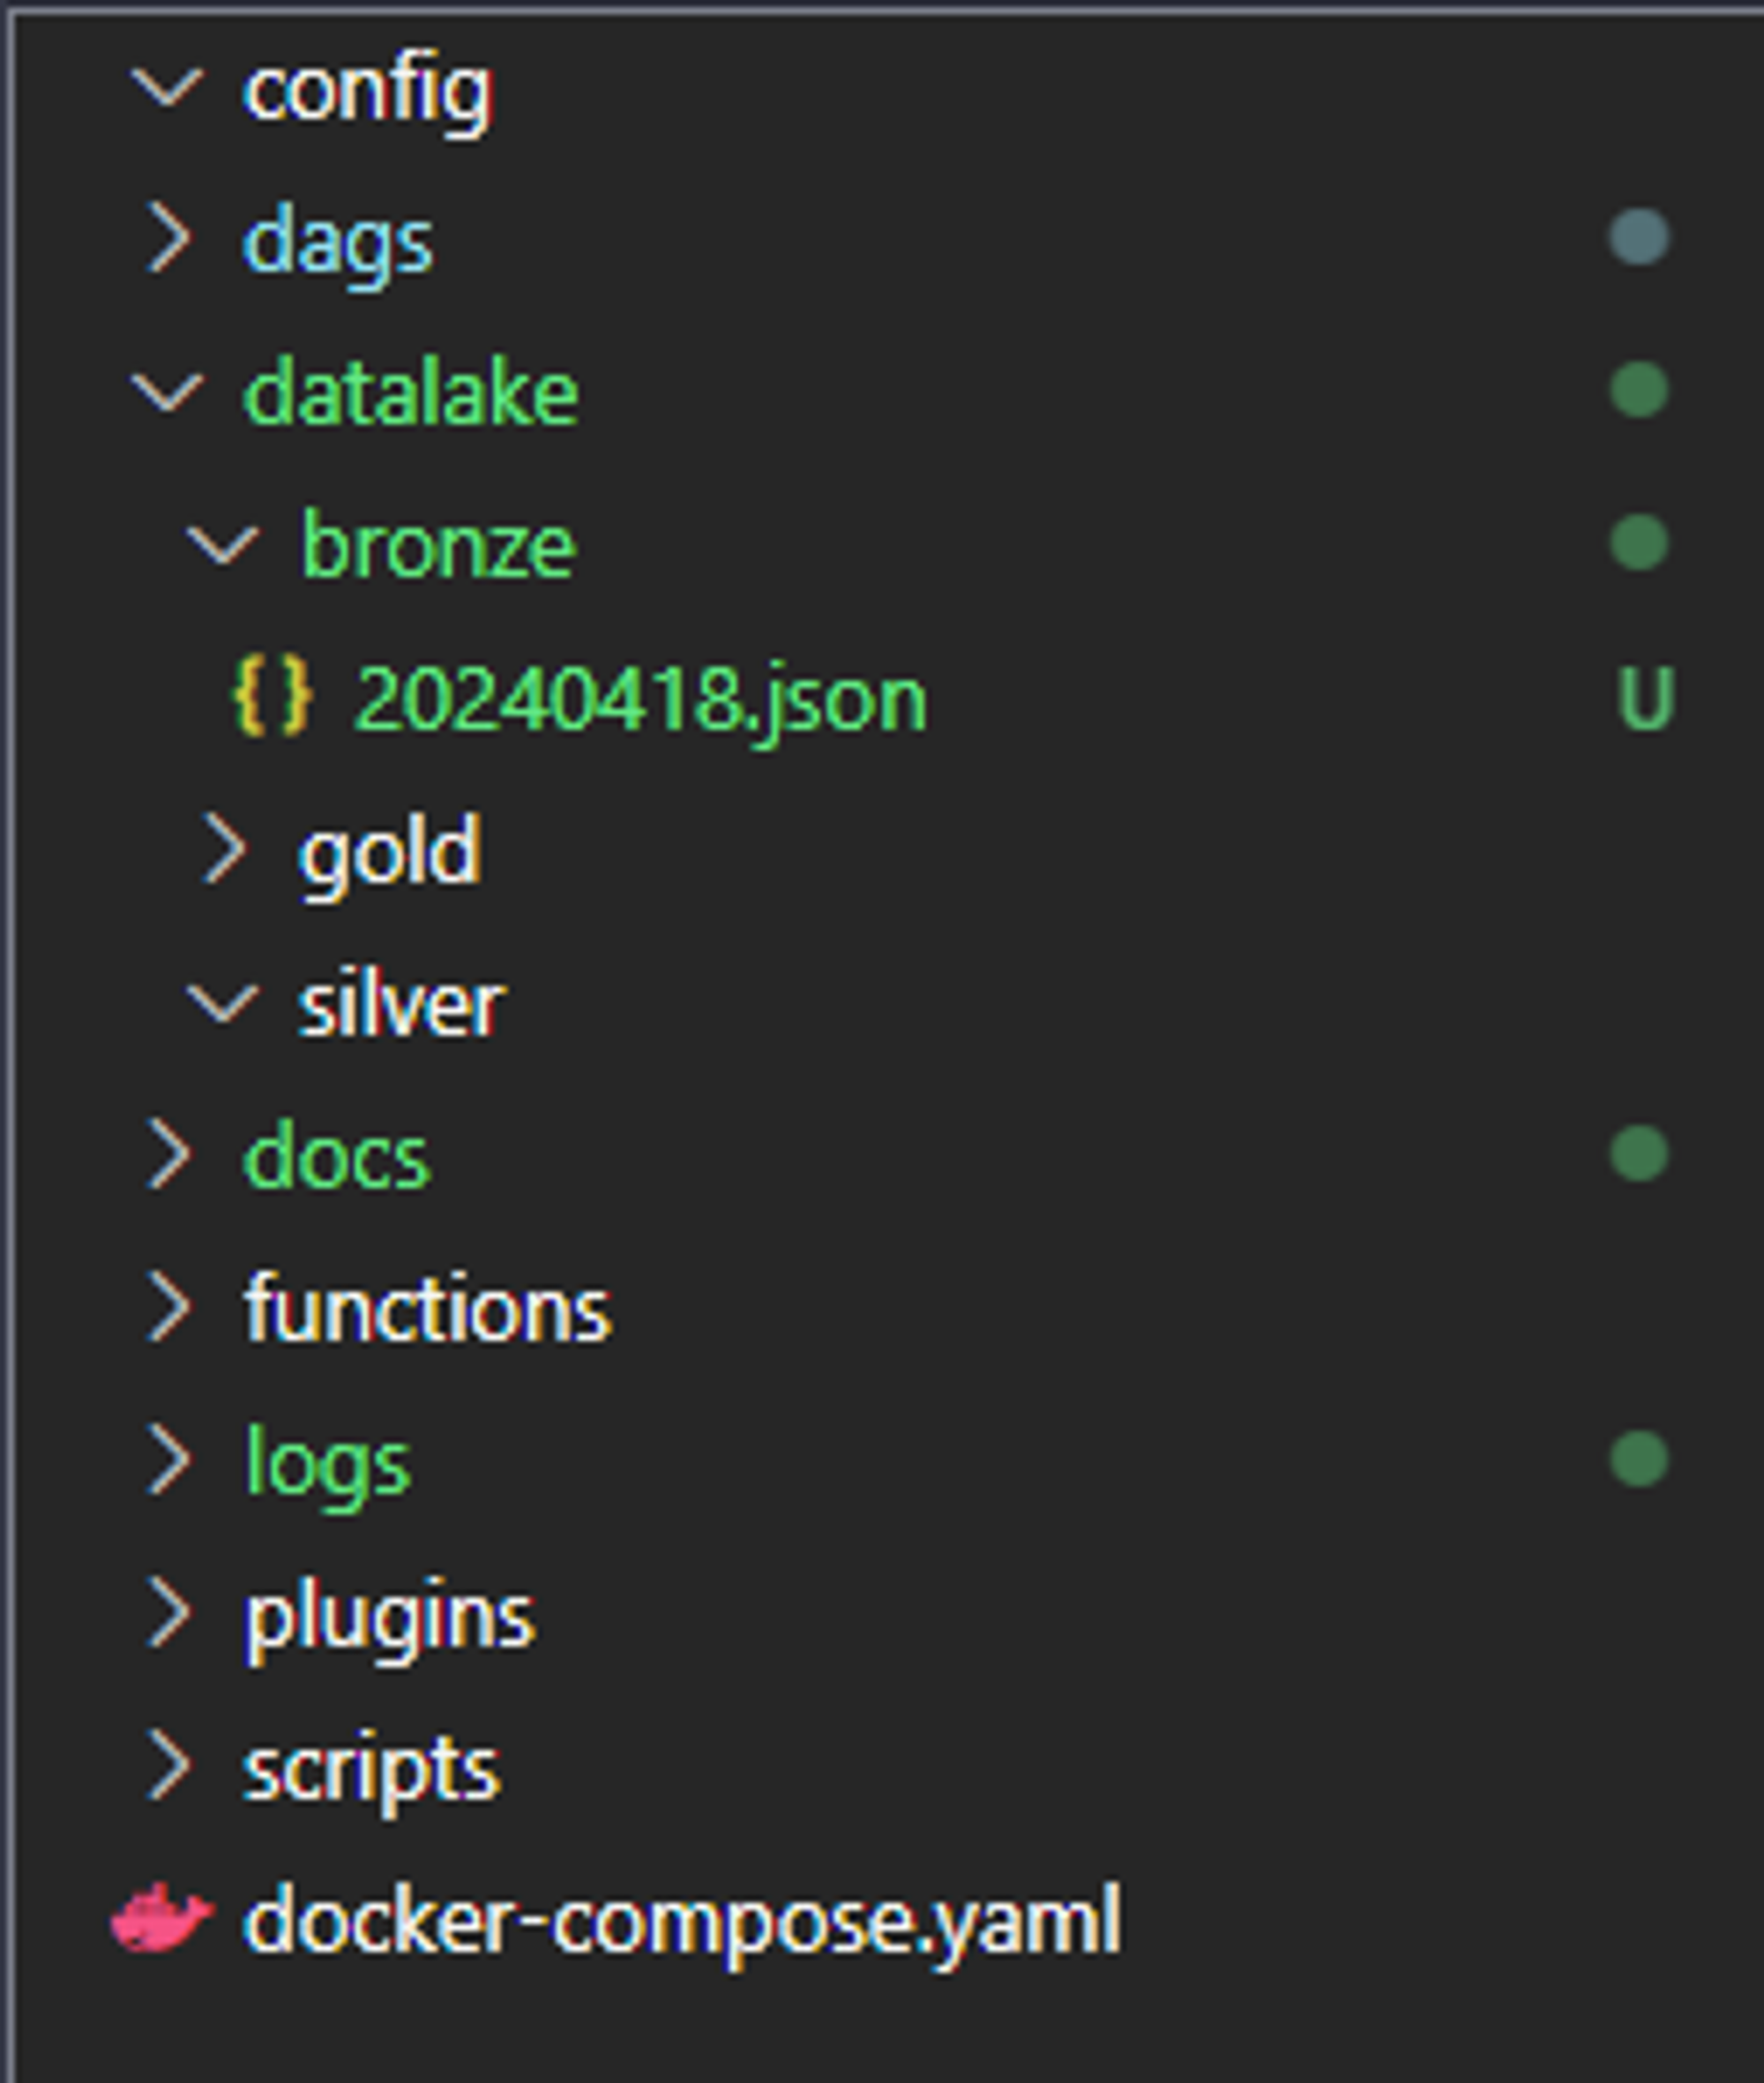 config
dags
datalake
bronze
{} 20240418.json U
gold
silver
docs
functions
logs
plugins
scripts
docker-compose.yaml